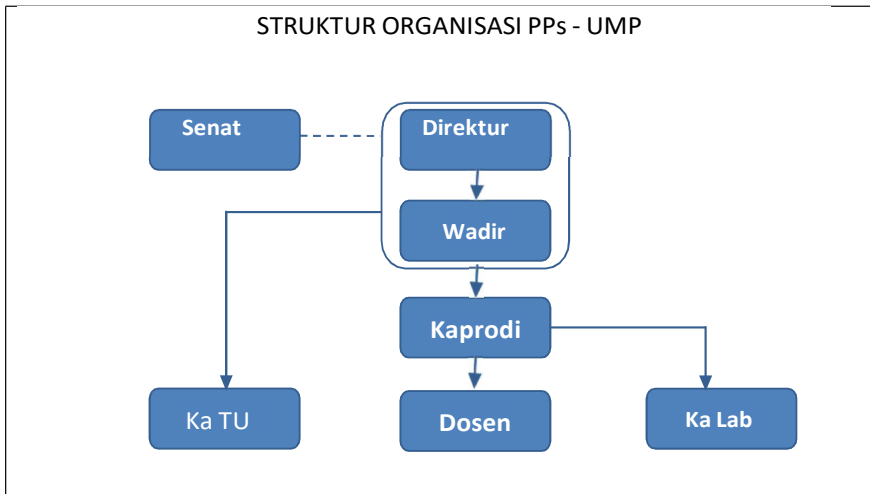 STRUKTUR ORGANISASI PPs - UMP
Senat
Direktur
Wadir
Kaprodi
Ka TU
Dosen
Ka Lab